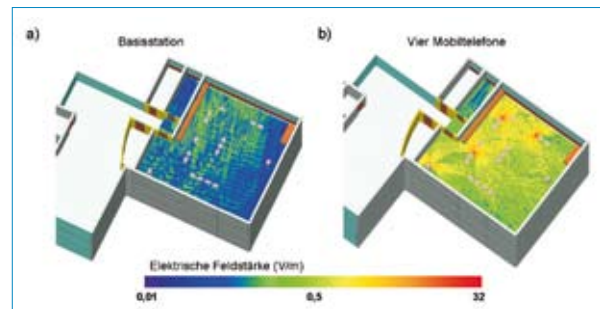 a)
Basisstation
b)
Vier Mobiltelefone
Elektrische Feldstärke (V/m)
0,01
0,5
32